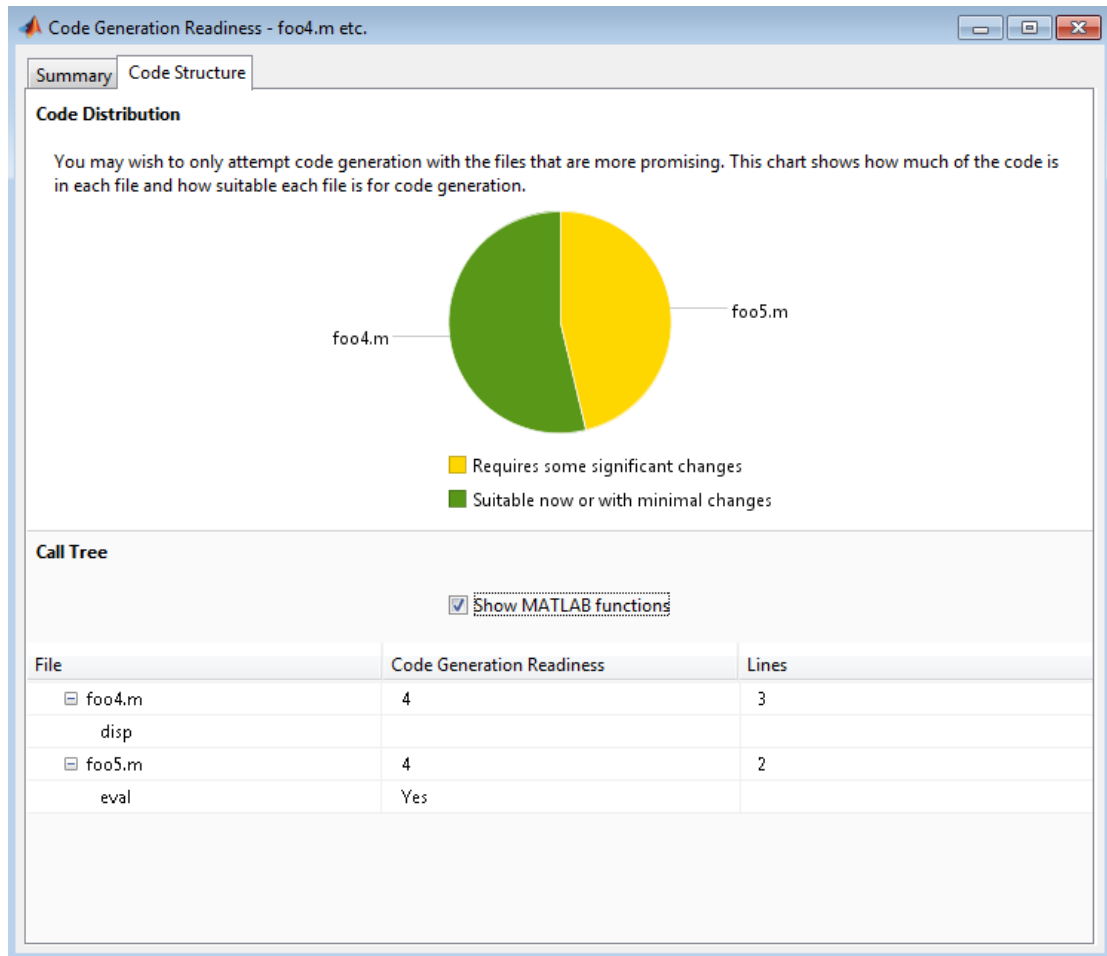 Code Generation Readiness - foo4.m etc.
Summary Code Structure
Code Distribution
You may wish to only attempt code generation with the files that are more promising. This chart shows how much of the code is
in each file and how suitable each file is for code generation.
foo5.m
foo4.m
Requires some significant changes
Suitable now or with minimal changes
Call Tree
Show MATLAB functions
File Code Generation Readiness Lines
foo4.m 4 3
disp
foo5.m 4 2
eval Yes